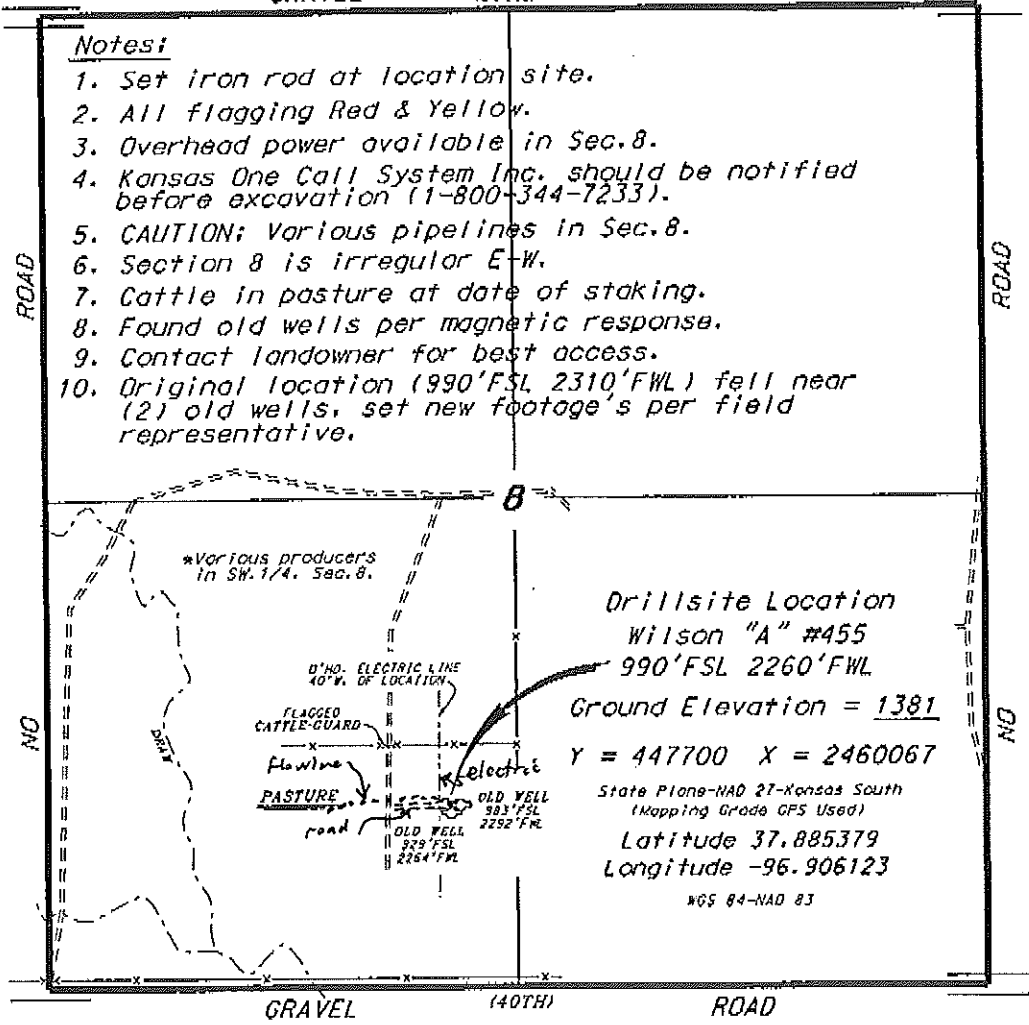 Notes:
1. Set iron rod at location site.
2. All flagging Red & Yellow.
3. Overhead power available in Sec.8.
4. Kansas One Call System Inc. should be notified
before excavation (1-800-344-7233).
5. CAUTION: Various pipelines in Sec.8.
6. Section 8 is irregular E-W.
7. Cattle in pasture at date of staking.
8. Found old wells per magnetic response.
9. Contact landowner for best access.
10. Original location (990'FSL 2310'FWL) fell near
(2) old wells, set new footage's per field
representative.
ROAD
ROAD
8
*Various producers
in SW.1/4. Sec.8.
Drillsite Location
Wilson "A" #455
990'FSL 2260'FWL
O'HD. ELECTRIC LINE
40'W. OF LOCATION
Ground Elevation = 1381
FLAGGED
CATTLE-GUARD
NO
NO
DRAW
Y = 447700 X = 2460067
flowline
electric
State Plane-NAD 27-Kansas South
(Mapping Grade GPS Used)
PASTURE
OLD WELL
983'FSL
2292'FWL
road
OLD WELL
929'FSL
2264'FWL
Latitude 37.885379
Longitude -96.906123
WGS 84-NAD 83
GRAVEL (40TH) ROAD